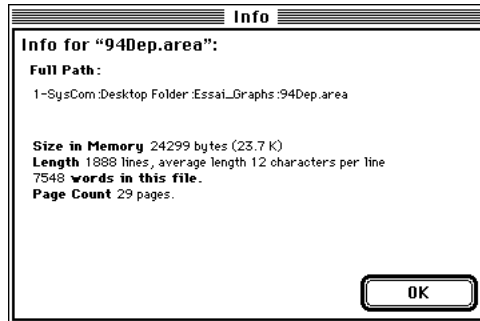 Info
Info for “94Dep.area”:
Full Path:
1-SysCom:Desktop Folder:Essai_Graphs:94Dep.area
Size in Memory 24299 bytes (23.7 K)
Length 1888 lines, average length 12 characters per line
7548 words in this file.
Page Count 29 pages.
OK